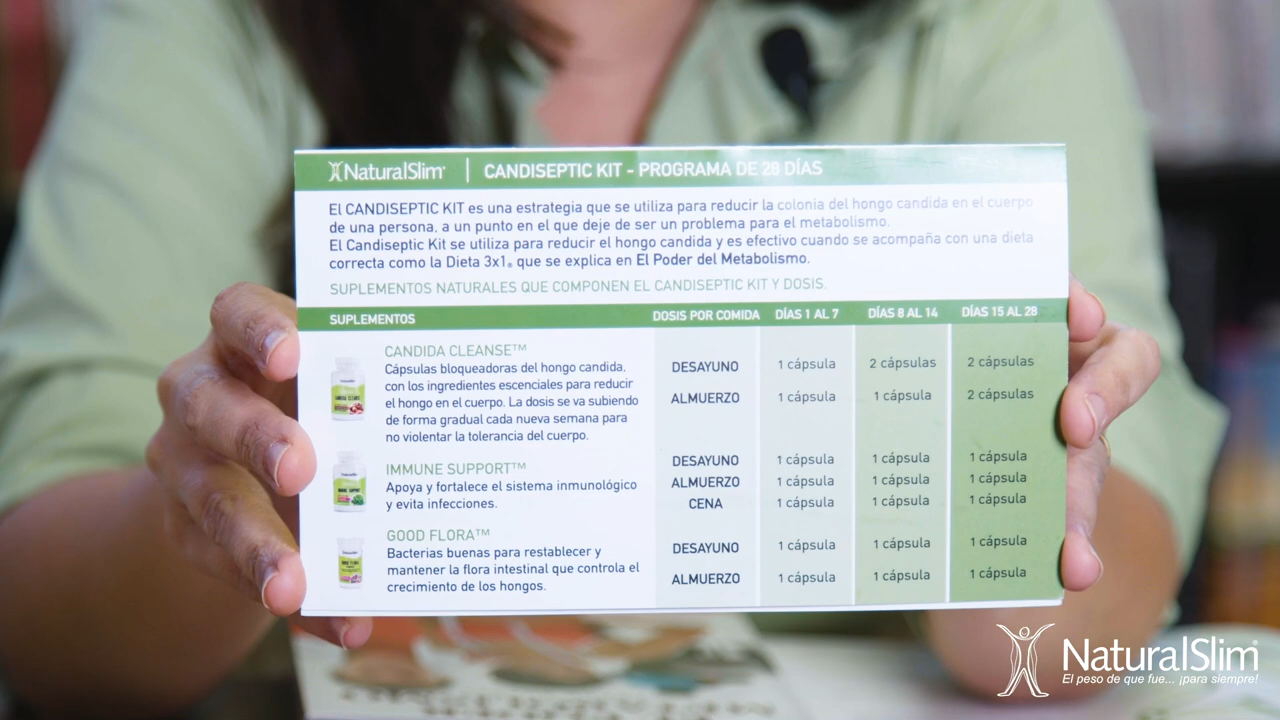 NaturalSlim® | CANDISEPTIC KIT - PROGRAMA DE 28 DÍAS
El CANDISEPTIC KIT es una estrategia que se utiliza para reducir la colonia del hongo candida en el cuerpo
de una persona, a un punto en el que deje de ser un problema para el metabolismo.
El Candiseptic Kit se utiliza para reducir el hongo candida y es efectivo cuando se acompaña con una dieta
correcta como la Dieta 3x1® que se explica en El Poder del Metabolismo.
SUPLEMENTOS NATURALES QUE COMPONEN EL CANDISEPTIC KIT Y DOSIS.
SUPLEMENTOS DOSIS POR COMIDA DÍAS 1 AL 7 DÍAS 8 AL 14 DÍAS 15 AL 28
CANDIDA CLEANSE™
Cápsulas bloqueadoras del hongo candida,
con los ingredientes escenciales para reducir
el hongo en el cuerpo. La dosis se va subiendo
de forma gradual cada nueva semana para
no violentar la tolerancia del cuerpo.
DESAYUNO 1 cápsula 2 cápsulas 2 cápsulas
ALMUERZO 1 cápsula 1 cápsula 2 cápsulas
IMMUNE SUPPORT™
Apoya y fortalece el sistema inmunológico
y evita infecciones.
DESAYUNO 1 cápsula 1 cápsula 1 cápsula
ALMUERZO 1 cápsula 1 cápsula 1 cápsula
CENA 1 cápsula 1 cápsula 1 cápsula
GOOD FLORA™
Bacterias buenas para restablecer y
mantener la flora intestinal que controla el
crecimiento de los hongos.
DESAYUNO 1 cápsula 1 cápsula 1 cápsula
ALMUERZO 1 cápsula 1 cápsula 1 cápsula
NaturalSlim®
El peso de que fue... ¡para siempre!